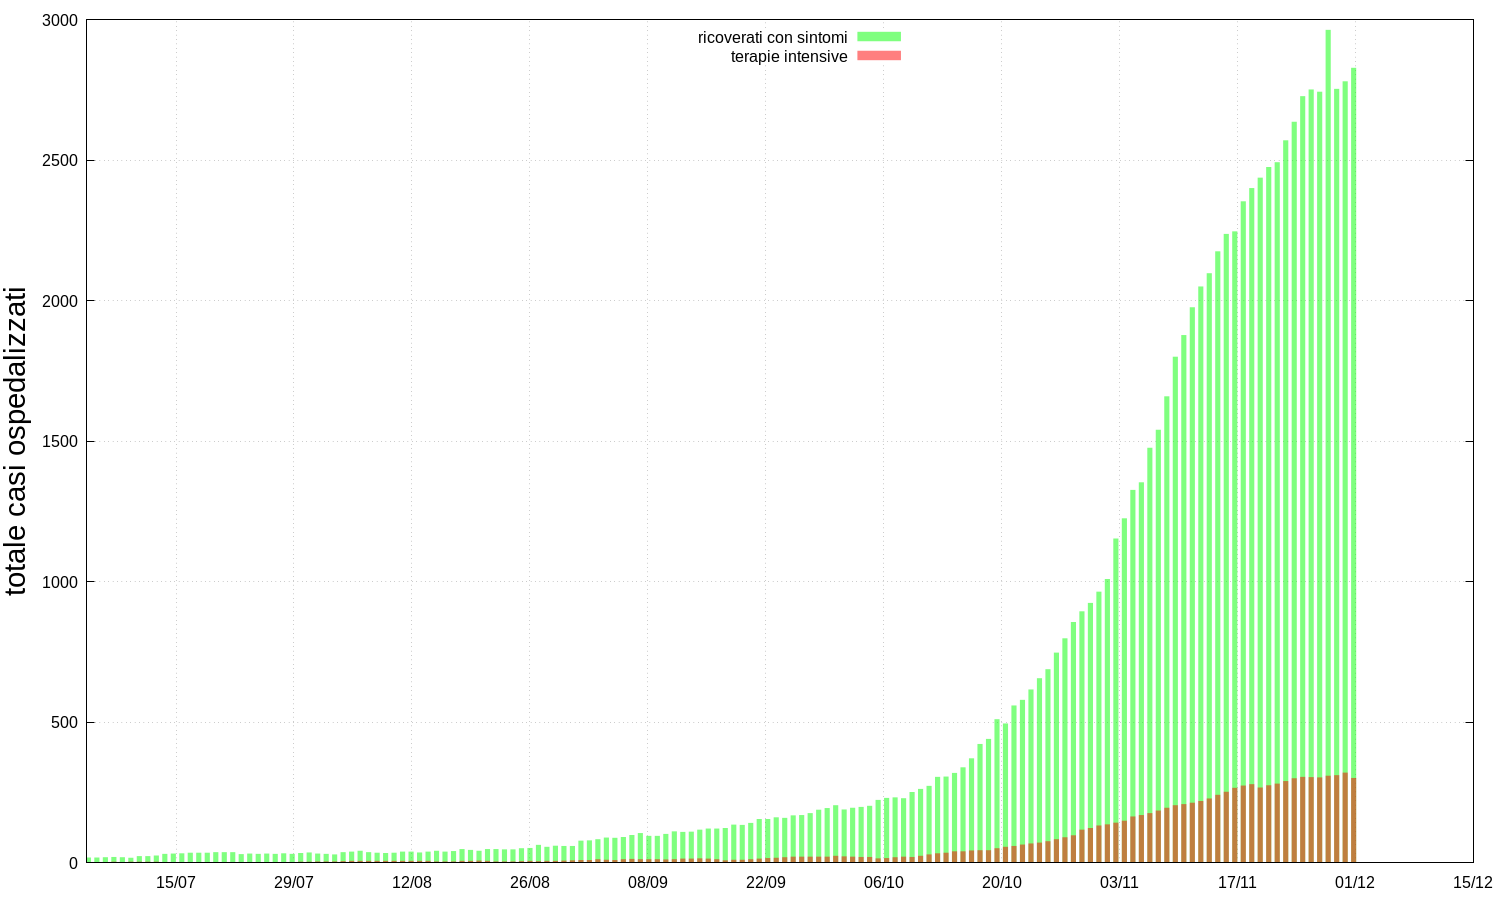 3000
ricoverati con sintomi
terapie intensive
2500
2000
totale casi ospedalizzati
1500
1000
500
0
15/07 29/07 12/08 26/08 08/09 22/09 06/10 20/10 03/11 17/11 01/12 15/12